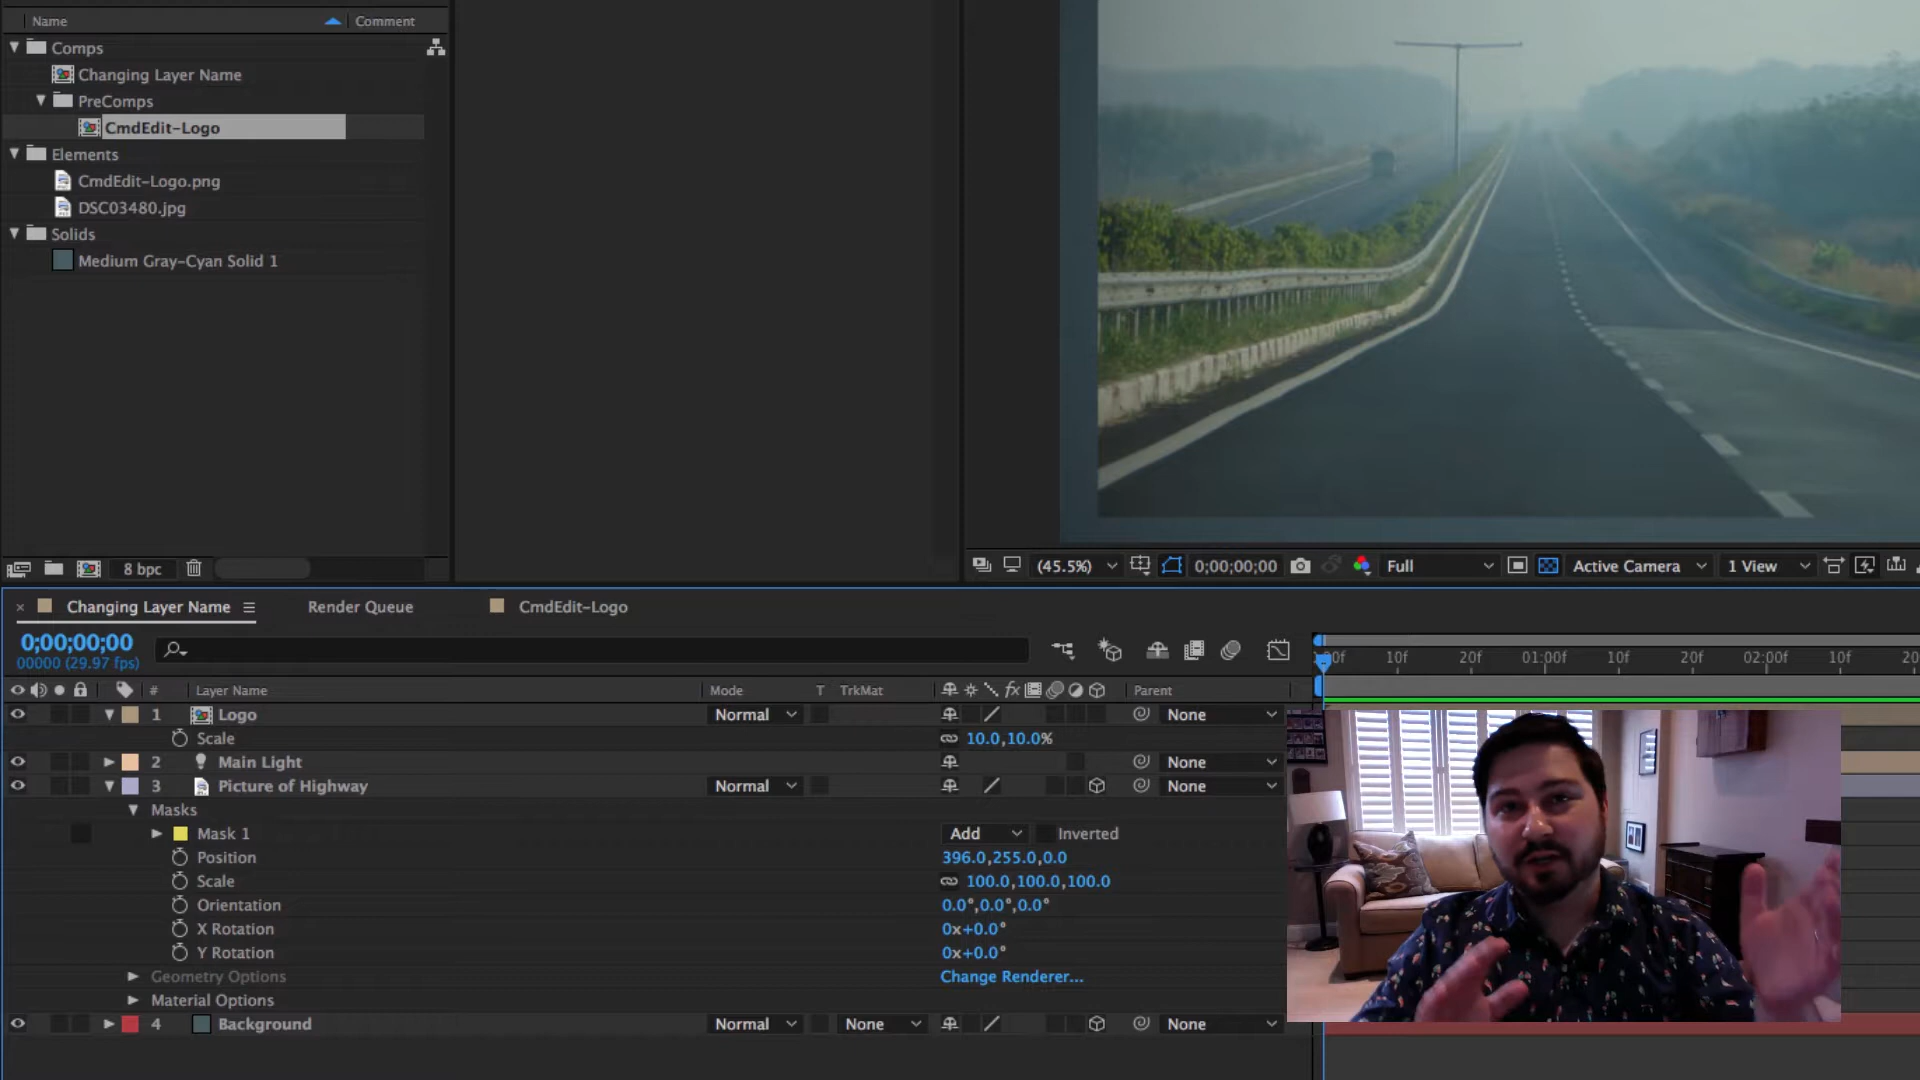 Name Comment
Comps
Changing Layer Name
PreComps
CmdEdit-Logo
Elements
CmdEdit-Logo.png
DSC03480.jpg
Solids
Medium Gray-Cyan Solid 1
8 bpc
(45.5%) 0;00;00;00 Full Active Camera 1 View
× Changing Layer Name Render Queue CmdEdit-Logo
0;00;00;00
00000 (29.97 fps)
:00f 10f 20f 01:00f 10f 20f 02:00f 10f 20
# Layer Name Mode T TrkMat fx Parent
1 Logo Normal None
Scale 10.0,10.0%
2 Main Light None
3 Picture of Highway Normal None
Masks
Mask 1 Add Inverted
Position 396.0,255.0,0.0
Scale 100.0,100.0,100.0
Orientation 0.0°,0.0°,0.0°
X Rotation 0x+0.0°
Y Rotation 0x+0.0°
Geometry Options Change Renderer...
Material Options
4 Background Normal None None